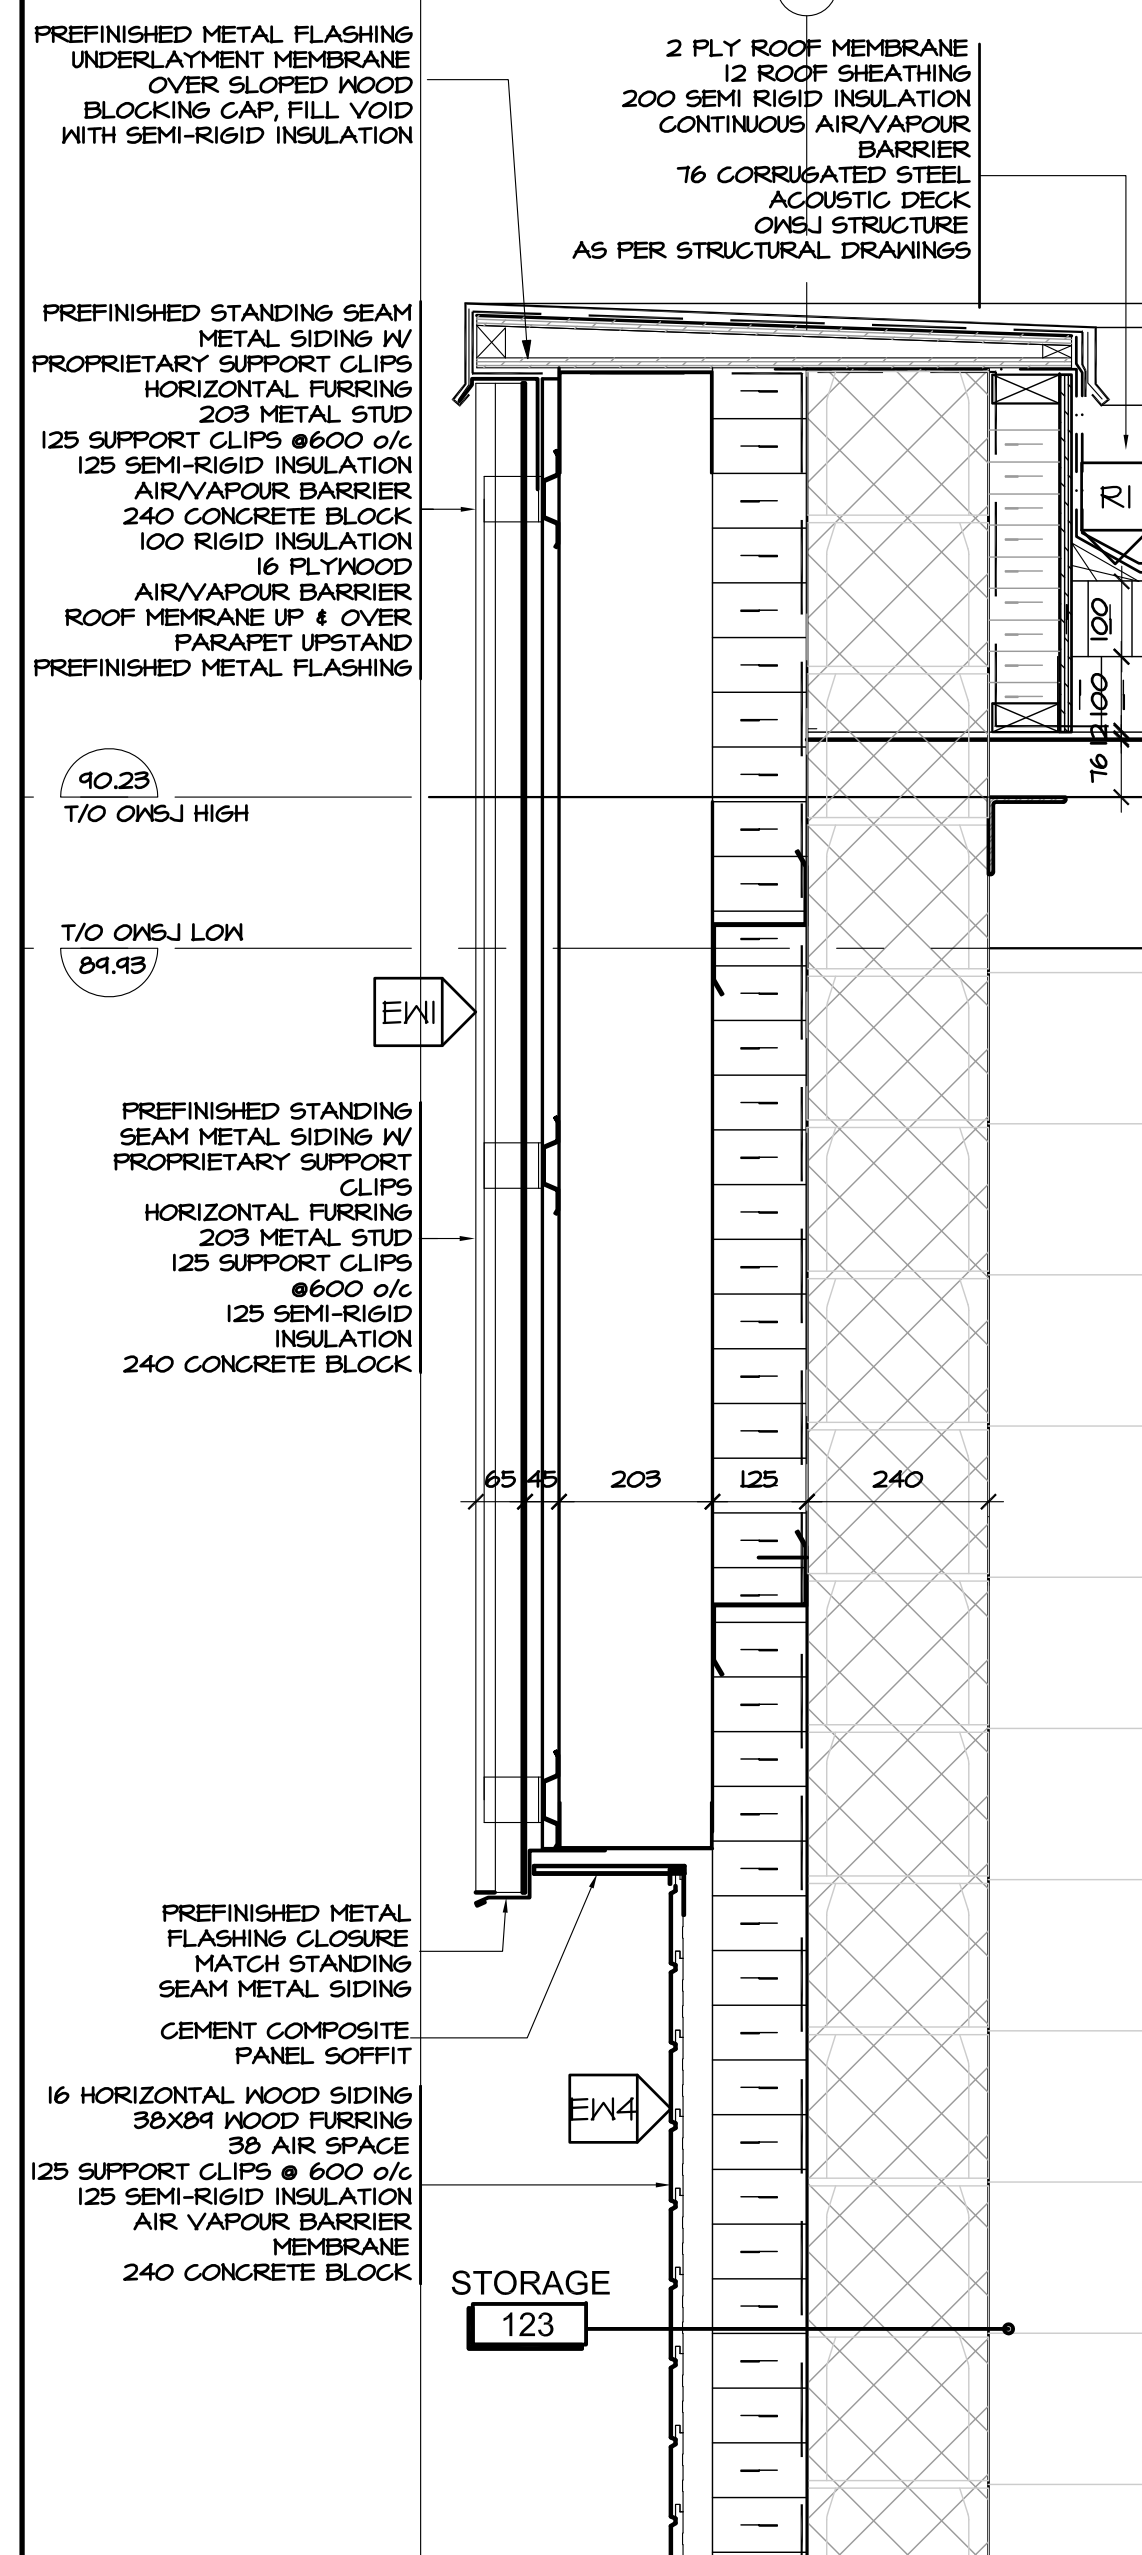 PREFINISHED METAL FLASHING
UNDERLAYMENT MEMBRANE
OVER SLOPED WOOD
BLOCKING CAP, FILL VOID
WITH SEMI-RIGID INSULATION
2 PLY ROOF MEMBRANE
12 ROOF SHEATHING
200 SEMI RIGID INSULATION
CONTINUOUS AIR/VAPOUR
BARRIER
76 CORRUGATED STEEL
ACOUSTIC DECK
OWSJ STRUCTURE
AS PER STRUCTURAL DRAWINGS
PREFINISHED STANDING SEAM
METAL SIDING W/
PROPRIETARY SUPPORT CLIPS
HORIZONTAL FURRING
203 METAL STUD
125 SUPPORT CLIPS @600 o/c
125 SEMI-RIGID INSULATION
AIR/VAPOUR BARRIER
240 CONCRETE BLOCK
100 RIGID INSULATION
16 PLYWOOD
AIR/VAPOUR BARRIER
ROOF MEMRANE UP & OVER
PARAPET UPSTAND
PREFINISHED METAL FLASHING
R1
100
100
12
76
90.23
T/O OWSJ HIGH
T/O OWSJ LOW
89.93
EW1
PREFINISHED STANDING
SEAM METAL SIDING W/
PROPRIETARY SUPPORT
CLIPS
HORIZONTAL FURRING
203 METAL STUD
125 SUPPORT CLIPS
@600 o/c
125 SEMI-RIGID
INSULATION
240 CONCRETE BLOCK
65 45 203 125 240
PREFINISHED METAL
FLASHING CLOSURE
MATCH STANDING
SEAM METAL SIDING
CEMENT COMPOSITE
PANEL SOFFIT
16 HORIZONTAL WOOD SIDING
38X89 WOOD FURRING
38 AIR SPACE
125 SUPPORT CLIPS @ 600 o/c
125 SEMI-RIGID INSULATION
AIR VAPOUR BARRIER
MEMBRANE
240 CONCRETE BLOCK
EW4
STORAGE
123